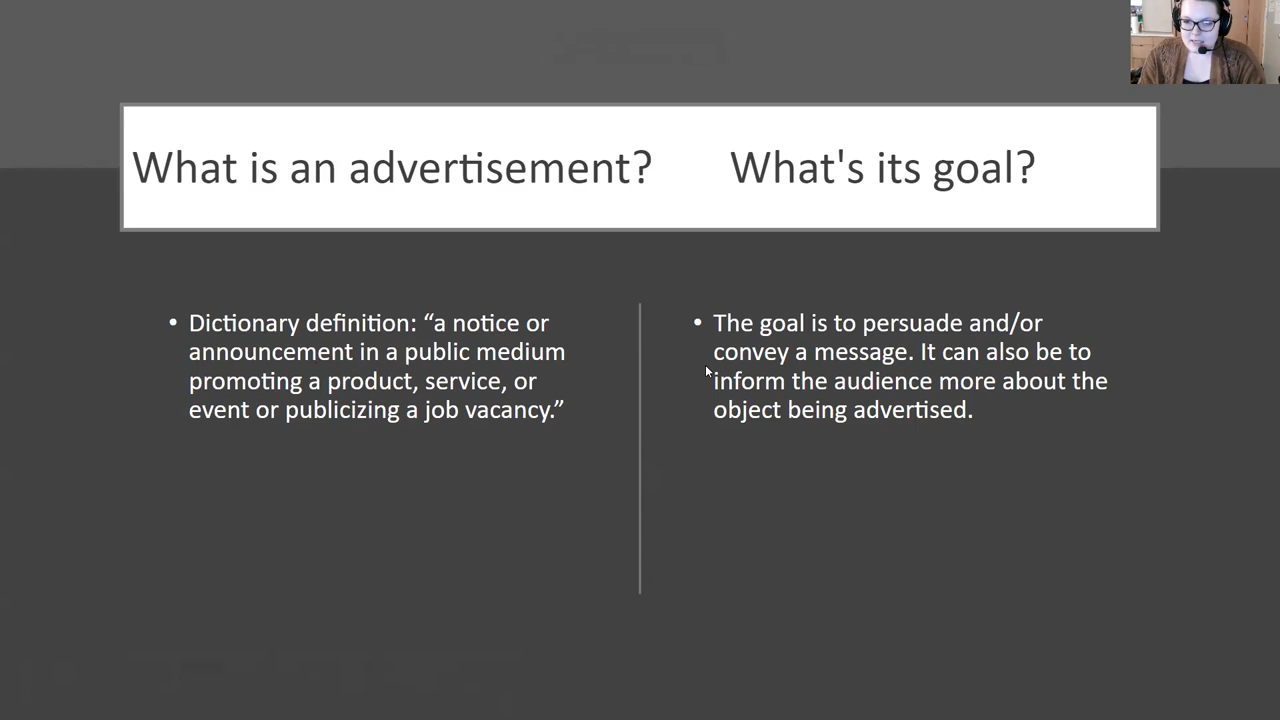 What is an advertisement? What's its goal?
• Dictionary definition: “a notice or
announcement in a public medium
promoting a product, service, or
event or publicizing a job vacancy.”
• The goal is to persuade and/or
convey a message. It can also be to
inform the audience more about the
object being advertised.